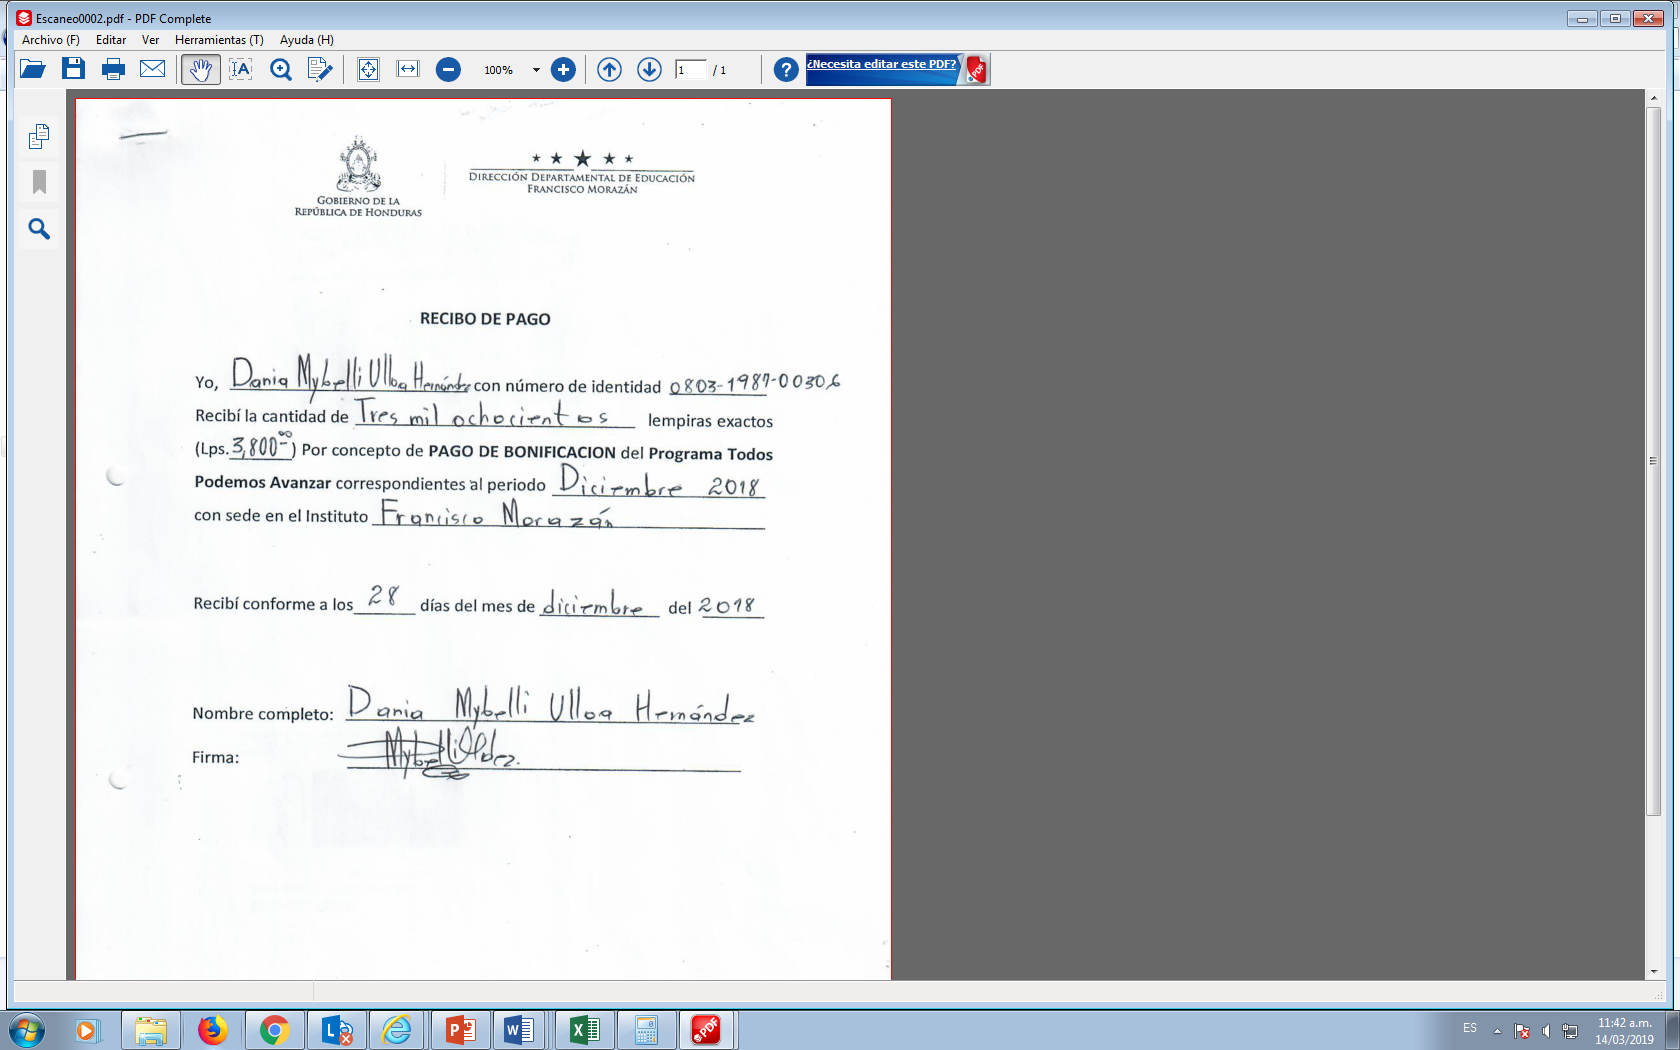 Escaneo0002.pdf - PDF Complete
Archivo (F) Editar Ver Herramientas (T) Ayuda (H)
100% 1 / 1 ¿Necesita editar este PDF?
GOBIERNO DE LA
REPÚBLICA DE HONDURAS
DIRECCIÓN DEPARTAMENTAL DE EDUCACIÓN
FRANCISCO MORAZÁN
RECIBO DE PAGO
Yo, Dania Mybelli Ulloa Hernández con número de identidad 0803-1987-00306
Recibí la cantidad de Tres mil ochocientos lempiras exactos
(Lps. 3,800.00) Por concepto de PAGO DE BONIFICACION del Programa Todos
Podemos Avanzar correspondientes al periodo Diciembre 2018
con sede en el Instituto Francisco Morazán
Recibí conforme a los 28 días del mes de diciembre del 2018
Nombre completo: Dania Mybelli Ulloa Hernández
Firma:
ES 11:42 a.m.
14/03/2019